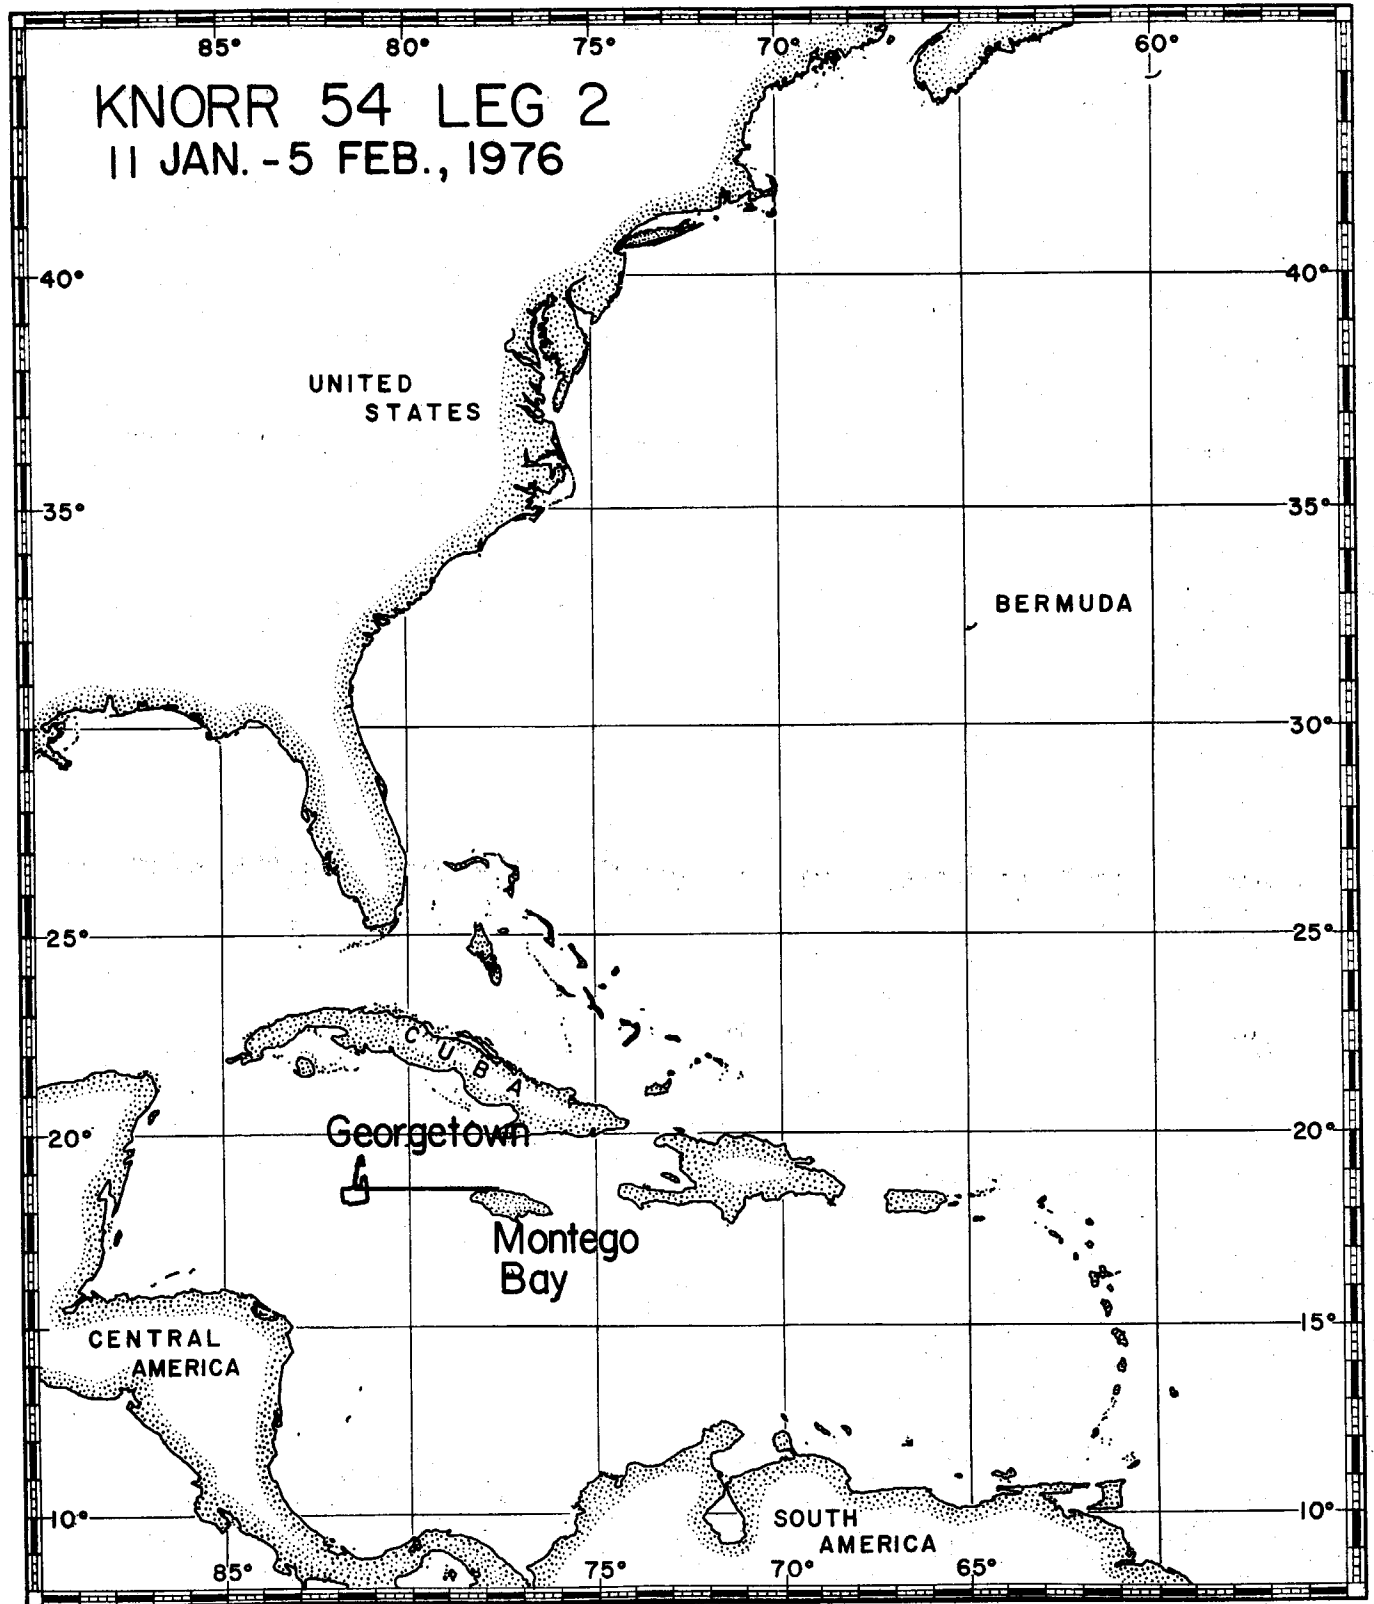 85° 80° 75° 70° 60°
KNORR 54 LEG 2
11 JAN. - 5 FEB., 1976
40° 40°
UNITED
STATES
35° 35°
BERMUDA
30° 30°
25° 25°
CUBA
Georgetown
20° 20°
Montego
Bay
15°
CENTRAL
AMERICA
10° 10°
SOUTH
AMERICA
85° 75° 70° 65°